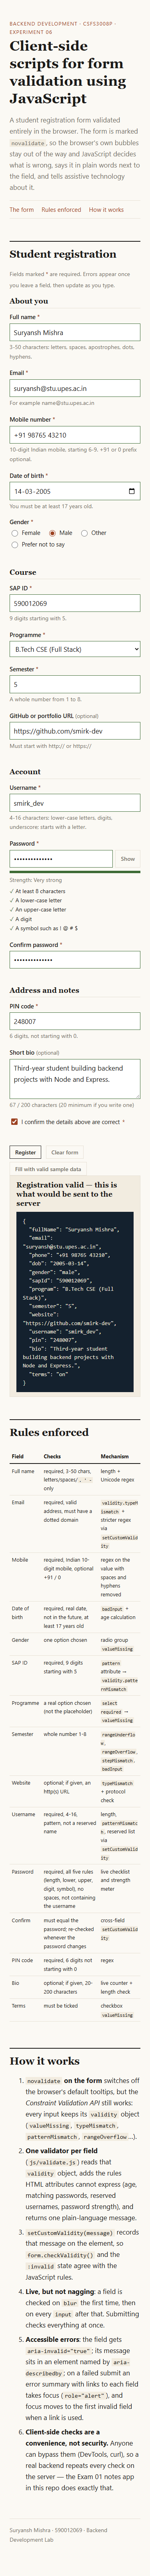 BACKEND DEVELOPMENT · CSFS3008P ·
EXPERIMENT 06
Client-side
scripts for form
validation using
JavaScript
A student registration form validated
entirely in the browser. The form is marked
novalidate, so the browser's own bubbles
stay out of the way and JavaScript decides
what is wrong, says it in plain words next to
the field, and tells assistive technology
about it.
The form Rules enforced How it works
Student registration
Fields marked * are required. Errors appear once
you leave a field, then update as you type.
About you
Full name *
Suryansh Mishra
3-50 characters: letters, spaces, apostrophes, dots,
hyphens.
Email *
suryansh@stu.upes.ac.in
For example name@stu.upes.ac.in
Mobile number *
+91 98765 43210
10-digit Indian mobile, starting 6-9. +91 or 0 prefix
optional.
Date of birth *
14-03-2005
You must be at least 17 years old.
Gender *
Female Male Other
Prefer not to say
Course
SAP ID *
590012069
9 digits starting with 5.
Programme *
B.Tech CSE (Full Stack)
Semester *
5
A whole number from 1 to 8.
GitHub or portfolio URL (optional)
https://github.com/smirk-dev
Must start with http:// or https://
Account
Username *
smirk_dev
4-16 characters: lower-case letters, digits,
underscore; starts with a letter.
Password *
•••••••••••••• Show
Strength: Very strong
✓ At least 8 characters
✓ A lower-case letter
✓ An upper-case letter
✓ A digit
✓ A symbol such as ! @ # $
Confirm password *
••••••••••••••
Address and notes
PIN code *
248007
6 digits, not starting with 0.
Short bio (optional)
Third-year student building backend
projects with Node and Express.
67 / 200 characters (20 minimum if you write one)
I confirm the details above are correct *
Register Clear form
Fill with valid sample data
Registration valid — this is
what would be sent to the
server
{
"fullName": "Suryansh Mishra",
"email":
"suryansh@stu.upes.ac.in",
"phone": "+91 98765 43210",
"dob": "2005-03-14",
"gender": "male",
"sapId": "590012069",
"program": "B.Tech CSE (Full
Stack)",
"semester": "5",
"website":
"https://github.com/smirk-dev",
"username": "smirk_dev",
"pin": "248007",
"bio": "Third-year student
building backend projects with
Node and Express.",
"terms": "on"
}
Rules enforced
Field Checks Mechanism
Full name required, 3-50 chars, letters/spaces/ . ' - only length + Unicode regex
Email required, valid address, must have a dotted domain validity.typeMismatch + stricter regex via setCustomValidity
Mobile required, Indian 10-digit mobile, optional +91 / 0 regex on the value with spaces and hyphens removed
Date of birth required, real date, not in the future, at least 17 years old badInput + age calculation
Gender one option chosen radio group valueMissing
SAP ID required, 9 digits starting with 5 pattern attribute → validity.patternMismatch
Programme a real option chosen (not the placeholder) select required → valueMissing
Semester whole number 1-8 rangeUnderflow, rangeOverflow, stepMismatch, badInput
Website optional; if given, an http(s) URL typeMismatch + protocol check
Username required, 4-16, pattern, not a reserved name length, patternMismatch, reserved list via setCustomValidity
Password required, all five rules (length, lower, upper, digit, symbol), no spaces, not containing the username live checklist and strength meter
Confirm must equal the password; re-checked whenever the password changes cross-field setCustomValidity
PIN code required, 6 digits not starting with 0 regex
Bio optional; if given, 20-200 characters live counter + length check
Terms must be ticked checkbox valueMissing
How it works
1. novalidate on the form switches off
the browser's default tooltips, but the
Constraint Validation API still works:
every input keeps its validity object
(valueMissing, typeMismatch,
patternMismatch, rangeOverflow...).
2. One validator per field
(js/validate.js) reads that
validity object, adds the rules
HTML attributes cannot express (age,
matching passwords, reserved
usernames, password strength), and
returns one plain-language message.
3. setCustomValidity(message) records
that message on the element, so
form.checkValidity() and the
:invalid state agree with the
JavaScript rules.
4. Live, but not nagging: a field is
checked on blur the first time, then
on every input after that. Submitting
checks everything at once.
5. Accessible errors: the field gets
aria-invalid="true"; its message
sits in an element named by aria-
describedby; on a failed submit an
error summary with links to each field
takes focus (role="alert"), and
focus moves to the first invalid field
when a link is used.
6. Client-side checks are a
convenience, not security. Anyone
can bypass them (DevTools, curl), so a
real backend repeats every check on
the server — the Exam 01 notes app
in this repo does exactly that.
Suryansh Mishra · 590012069 · Backend
Development Lab